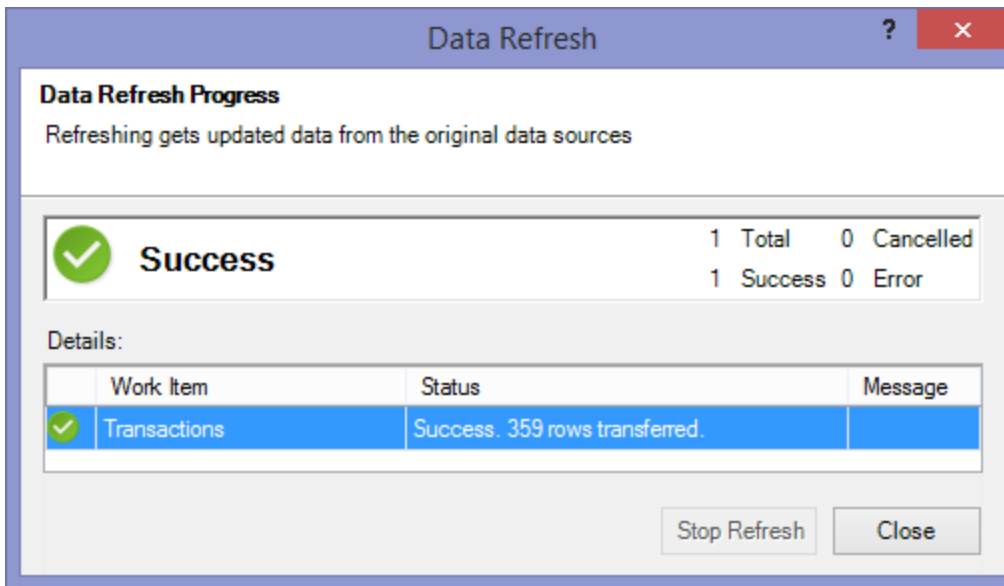 Data Refresh ?
Data Refresh Progress
Refreshing gets updated data from the original data sources
Success
1 Total 0 Cancelled
1 Success 0 Error
Details:
Work Item Status Message
Transactions Success. 359 rows transferred.
Stop Refresh Close